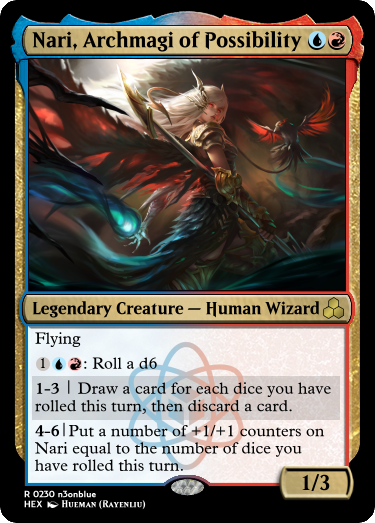 Nari, Archmagi of Possibility
Legendary Creature — Human Wizard
Flying
1 : Roll a d6
1-3 | Draw a card for each dice you have
rolled this turn, then discard a card.
4-6 | Put a number of +1/+1 counters on
Nari equal to the number of dice you
have rolled this turn.
1/3
R 0230 n3onblue
HEX Hueman (Rayenliu)